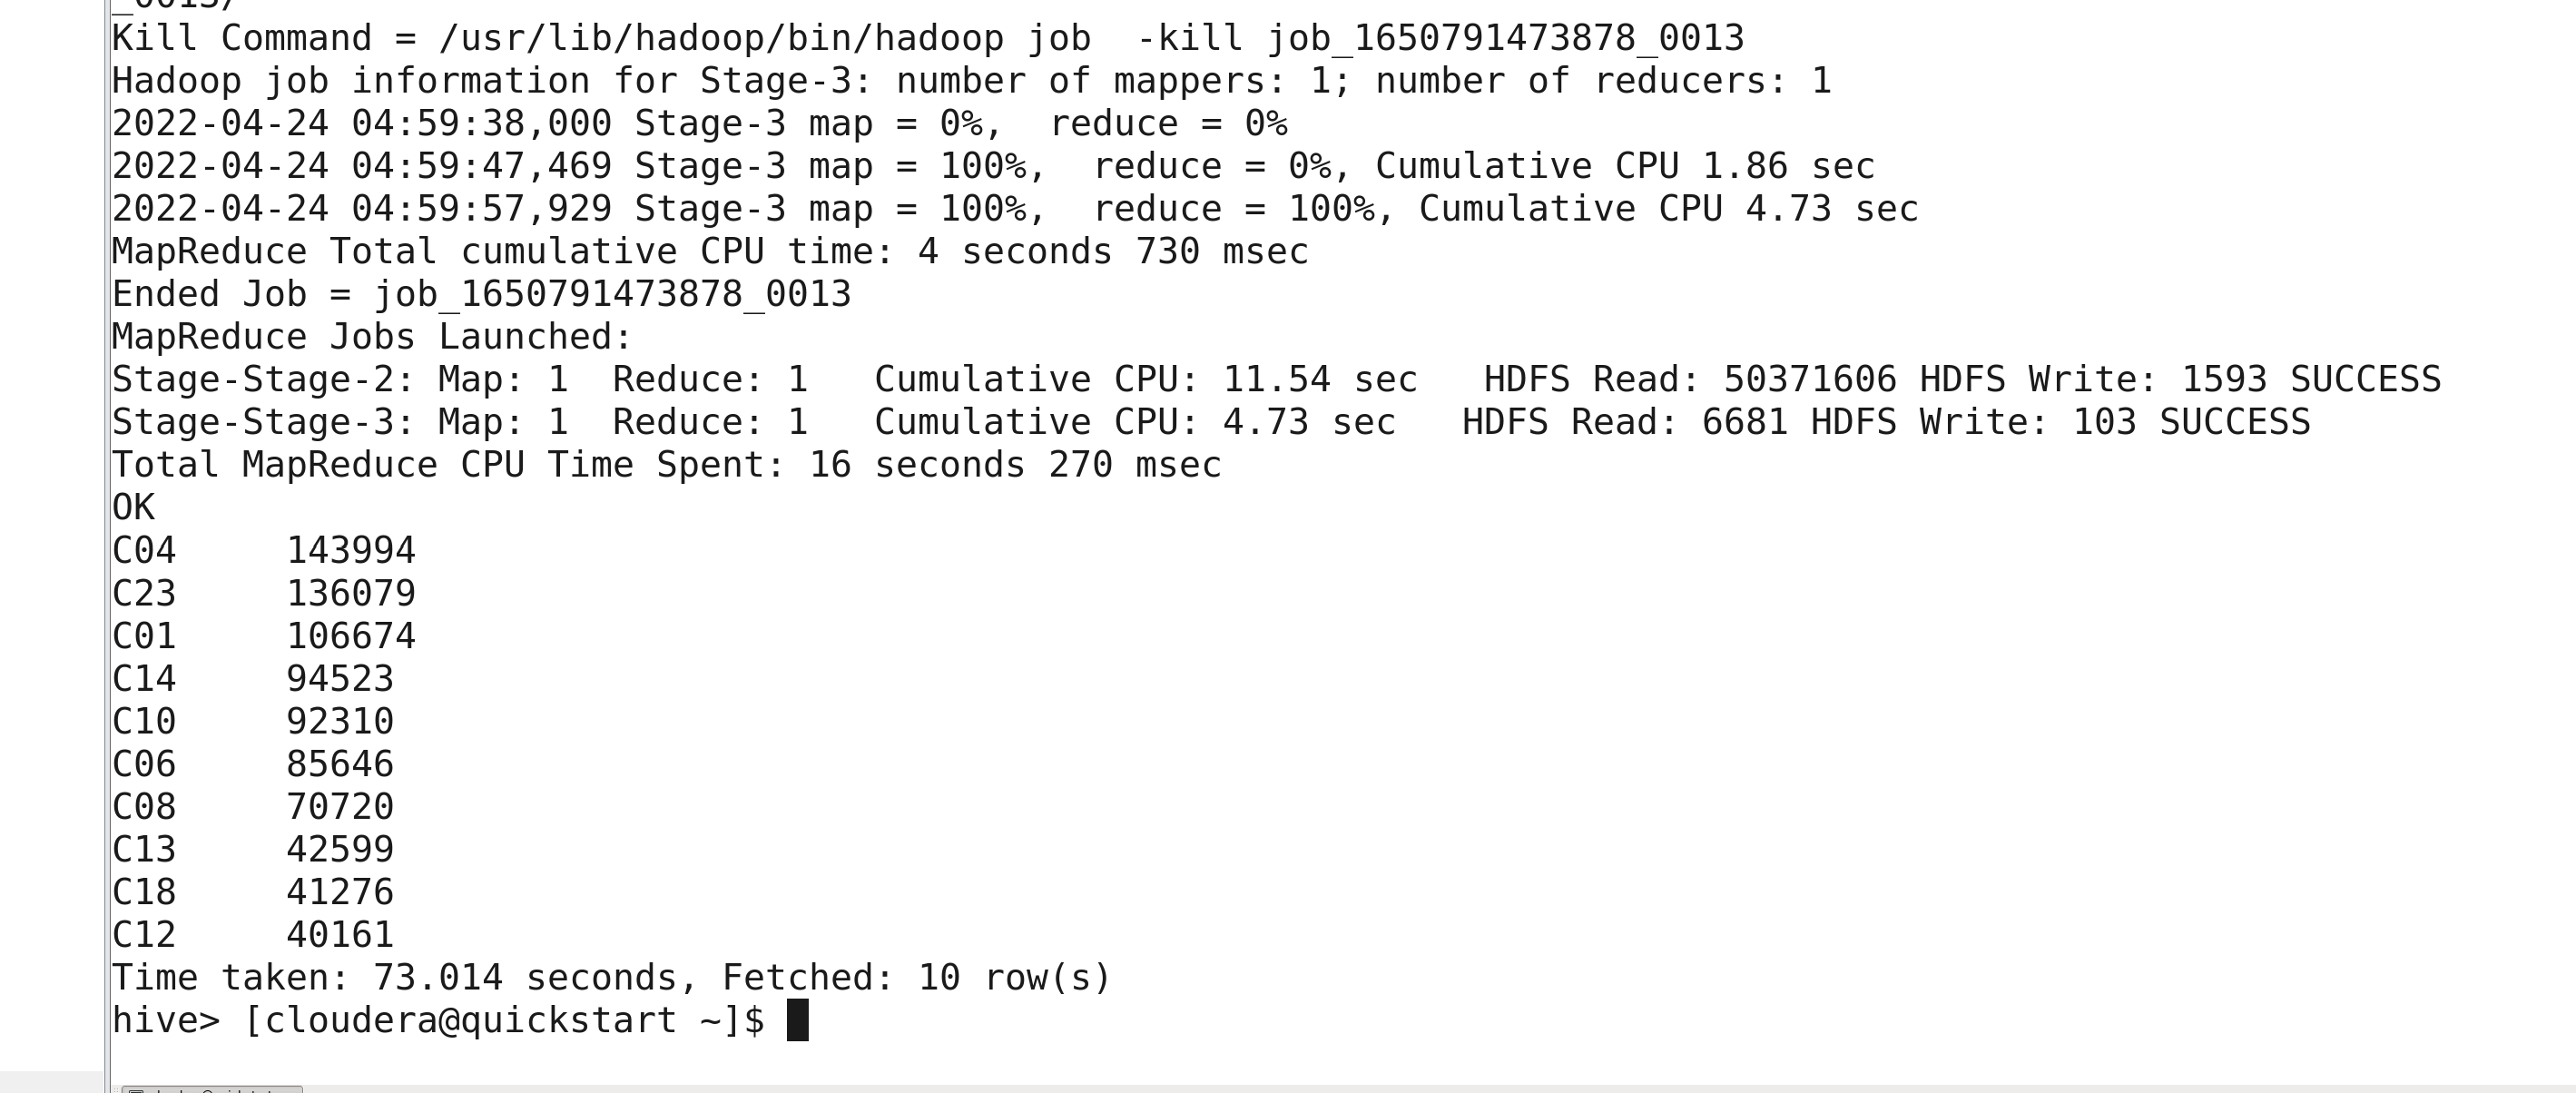 _0013/
Kill Command = /usr/lib/hadoop/bin/hadoop job  -kill job_1650791473878_0013
Hadoop job information for Stage-3: number of mappers: 1; number of reducers: 1
2022-04-24 04:59:38,000 Stage-3 map = 0%,  reduce = 0%
2022-04-24 04:59:47,469 Stage-3 map = 100%,  reduce = 0%, Cumulative CPU 1.86 sec
2022-04-24 04:59:57,929 Stage-3 map = 100%,  reduce = 100%, Cumulative CPU 4.73 sec
MapReduce Total cumulative CPU time: 4 seconds 730 msec
Ended Job = job_1650791473878_0013
MapReduce Jobs Launched:
Stage-Stage-2: Map: 1  Reduce: 1   Cumulative CPU: 11.54 sec   HDFS Read: 50371606 HDFS Write: 1593 SUCCESS
Stage-Stage-3: Map: 1  Reduce: 1   Cumulative CPU: 4.73 sec   HDFS Read: 6681 HDFS Write: 103 SUCCESS
Total MapReduce CPU Time Spent: 16 seconds 270 msec
OK
C04     143994
C23     136079
C01     106674
C14     94523
C10     92310
C06     85646
C08     70720
C13     42599
C18     41276
C12     40161
Time taken: 73.014 seconds, Fetched: 10 row(s)
hive> [cloudera@quickstart ~]$